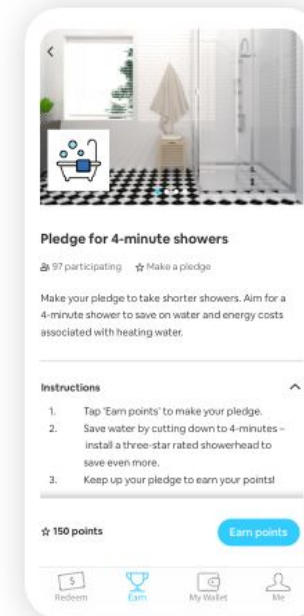 Pledge for 4-minute showers
97 participating
Make a pledge
Make your pledge to take shorter showers. Aim for a
4-minute shower to save on water and energy costs
associated with heating water.
Instructions
1. Tap 'Earn points' to make your pledge.
2. Save water by cutting down to 4-minutes –
install a three-star rated showerhead to
save even more.
3. Keep up your pledge to earn your points!
150 points
Earn points
Redeem
Earn
My Wallet
Me